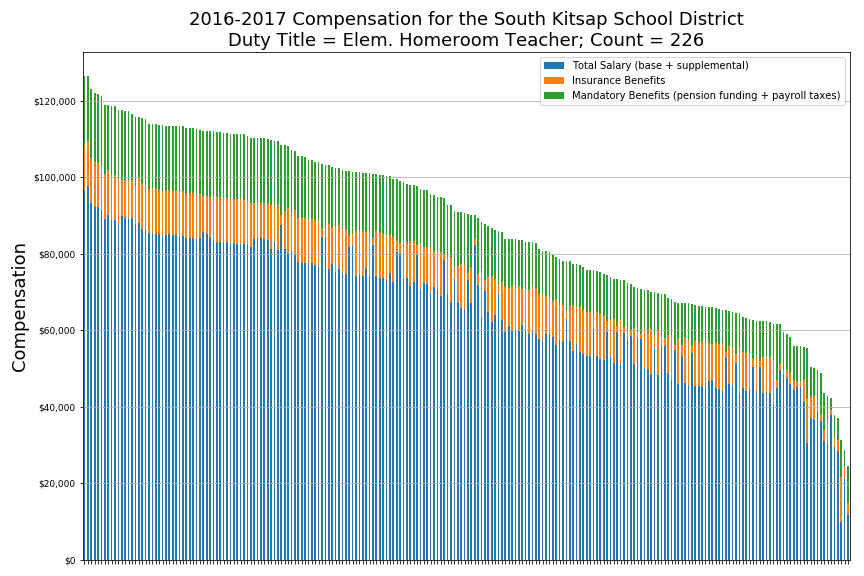 2016-2017 Compensation for the South Kitsap School District
Duty Title = Elem. Homeroom Teacher; Count = 226
Total Salary (base + supplemental)
Insurance Benefits
Mandatory Benefits (pension funding + payroll taxes)
$120,000
$100,000
$80,000
$60,000
$40,000
$20,000
$0
Compensation